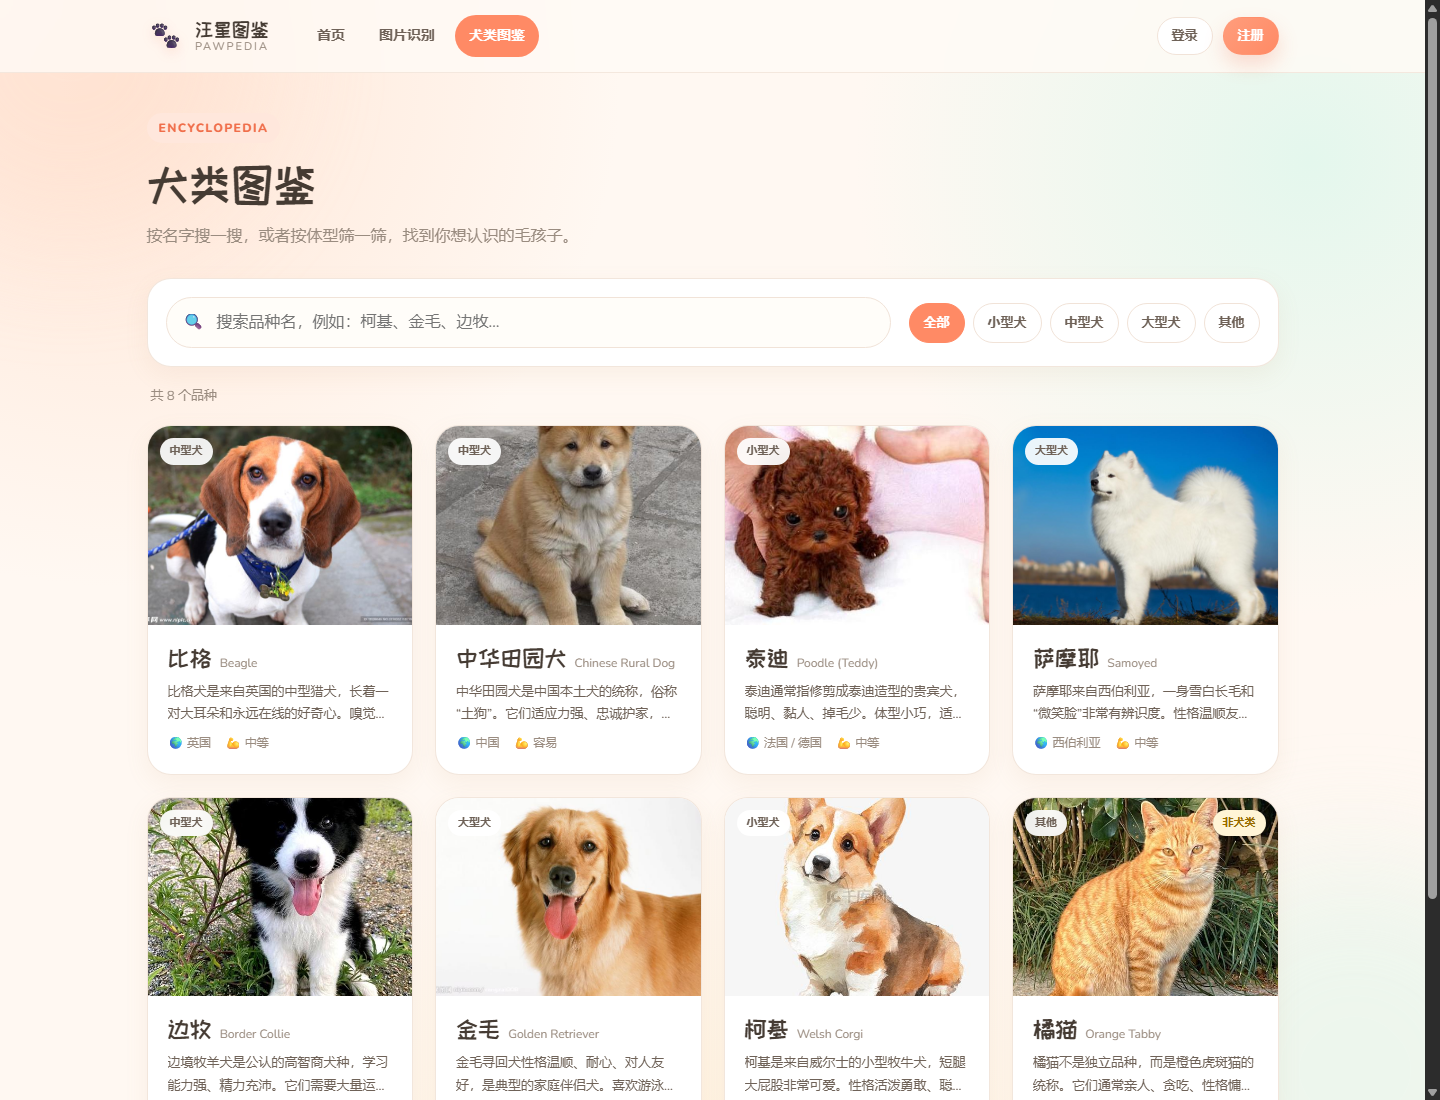 汪星图鉴
PAWPEDIA
首页
图片识别
犬类图鉴
登录
注册
ENCYCLOPEDIA
犬类图鉴
按名字搜一搜，或者按体型筛一筛，找到你想认识的毛孩子。
搜索品种名，例如：柯基、金毛、边牧...
全部
小型犬
中型犬
大型犬
其他
共 8 个品种
中型犬
比格 Beagle
比格犬是来自英国的中型猎犬，长着一
对大耳朵和永远在线的好奇心。嗅觉...
英国 中等
中型犬
中华田园犬 Chinese Rural Dog
中华田园犬是中国本土犬的统称，俗称
“土狗”。它们适应力强、忠诚护家，...
中国 容易
小型犬
泰迪 Poodle (Teddy)
泰迪通常指修剪成泰迪造型的贵宾犬，
聪明、黏人、掉毛少。体型小巧，适...
法国 / 德国 中等
大型犬
萨摩耶 Samoyed
萨摩耶来自西伯利亚，一身雪白长毛和
“微笑脸”非常有辨识度。性格温顺友...
西伯利亚 中等
中型犬
边牧 Border Collie
边境牧羊犬是公认的高智商犬种，学习
能力强、精力充沛。它们需要大量运...
大型犬
金毛 Golden Retriever
金毛寻回犬性格温顺、耐心、对人友
好，是典型的家庭伴侣犬。喜欢游泳...
小型犬
柯基 Welsh Corgi
柯基是来自威尔士的小型牧牛犬，短腿
大屁股非常可爱。性格活泼勇敢、聪...
其他
非犬类
橘猫 Orange Tabby
橘猫不是独立品种，而是橙色虎斑猫的
统称。它们通常亲人、贪吃、性格慵...